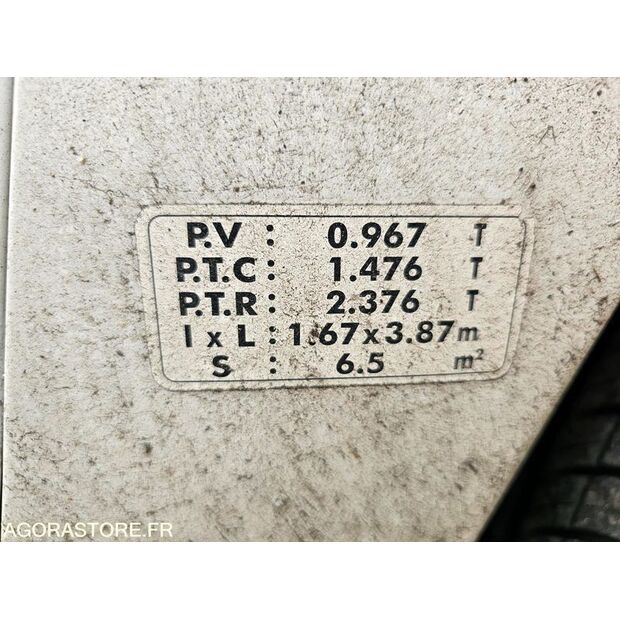 P.V : 0.967 T
P.T.C : 1.476 T
P.T.R : 2.376 T
l x L : 1.67 x 3.87 m
S : 6.5 m²
AGORASTORE.FR